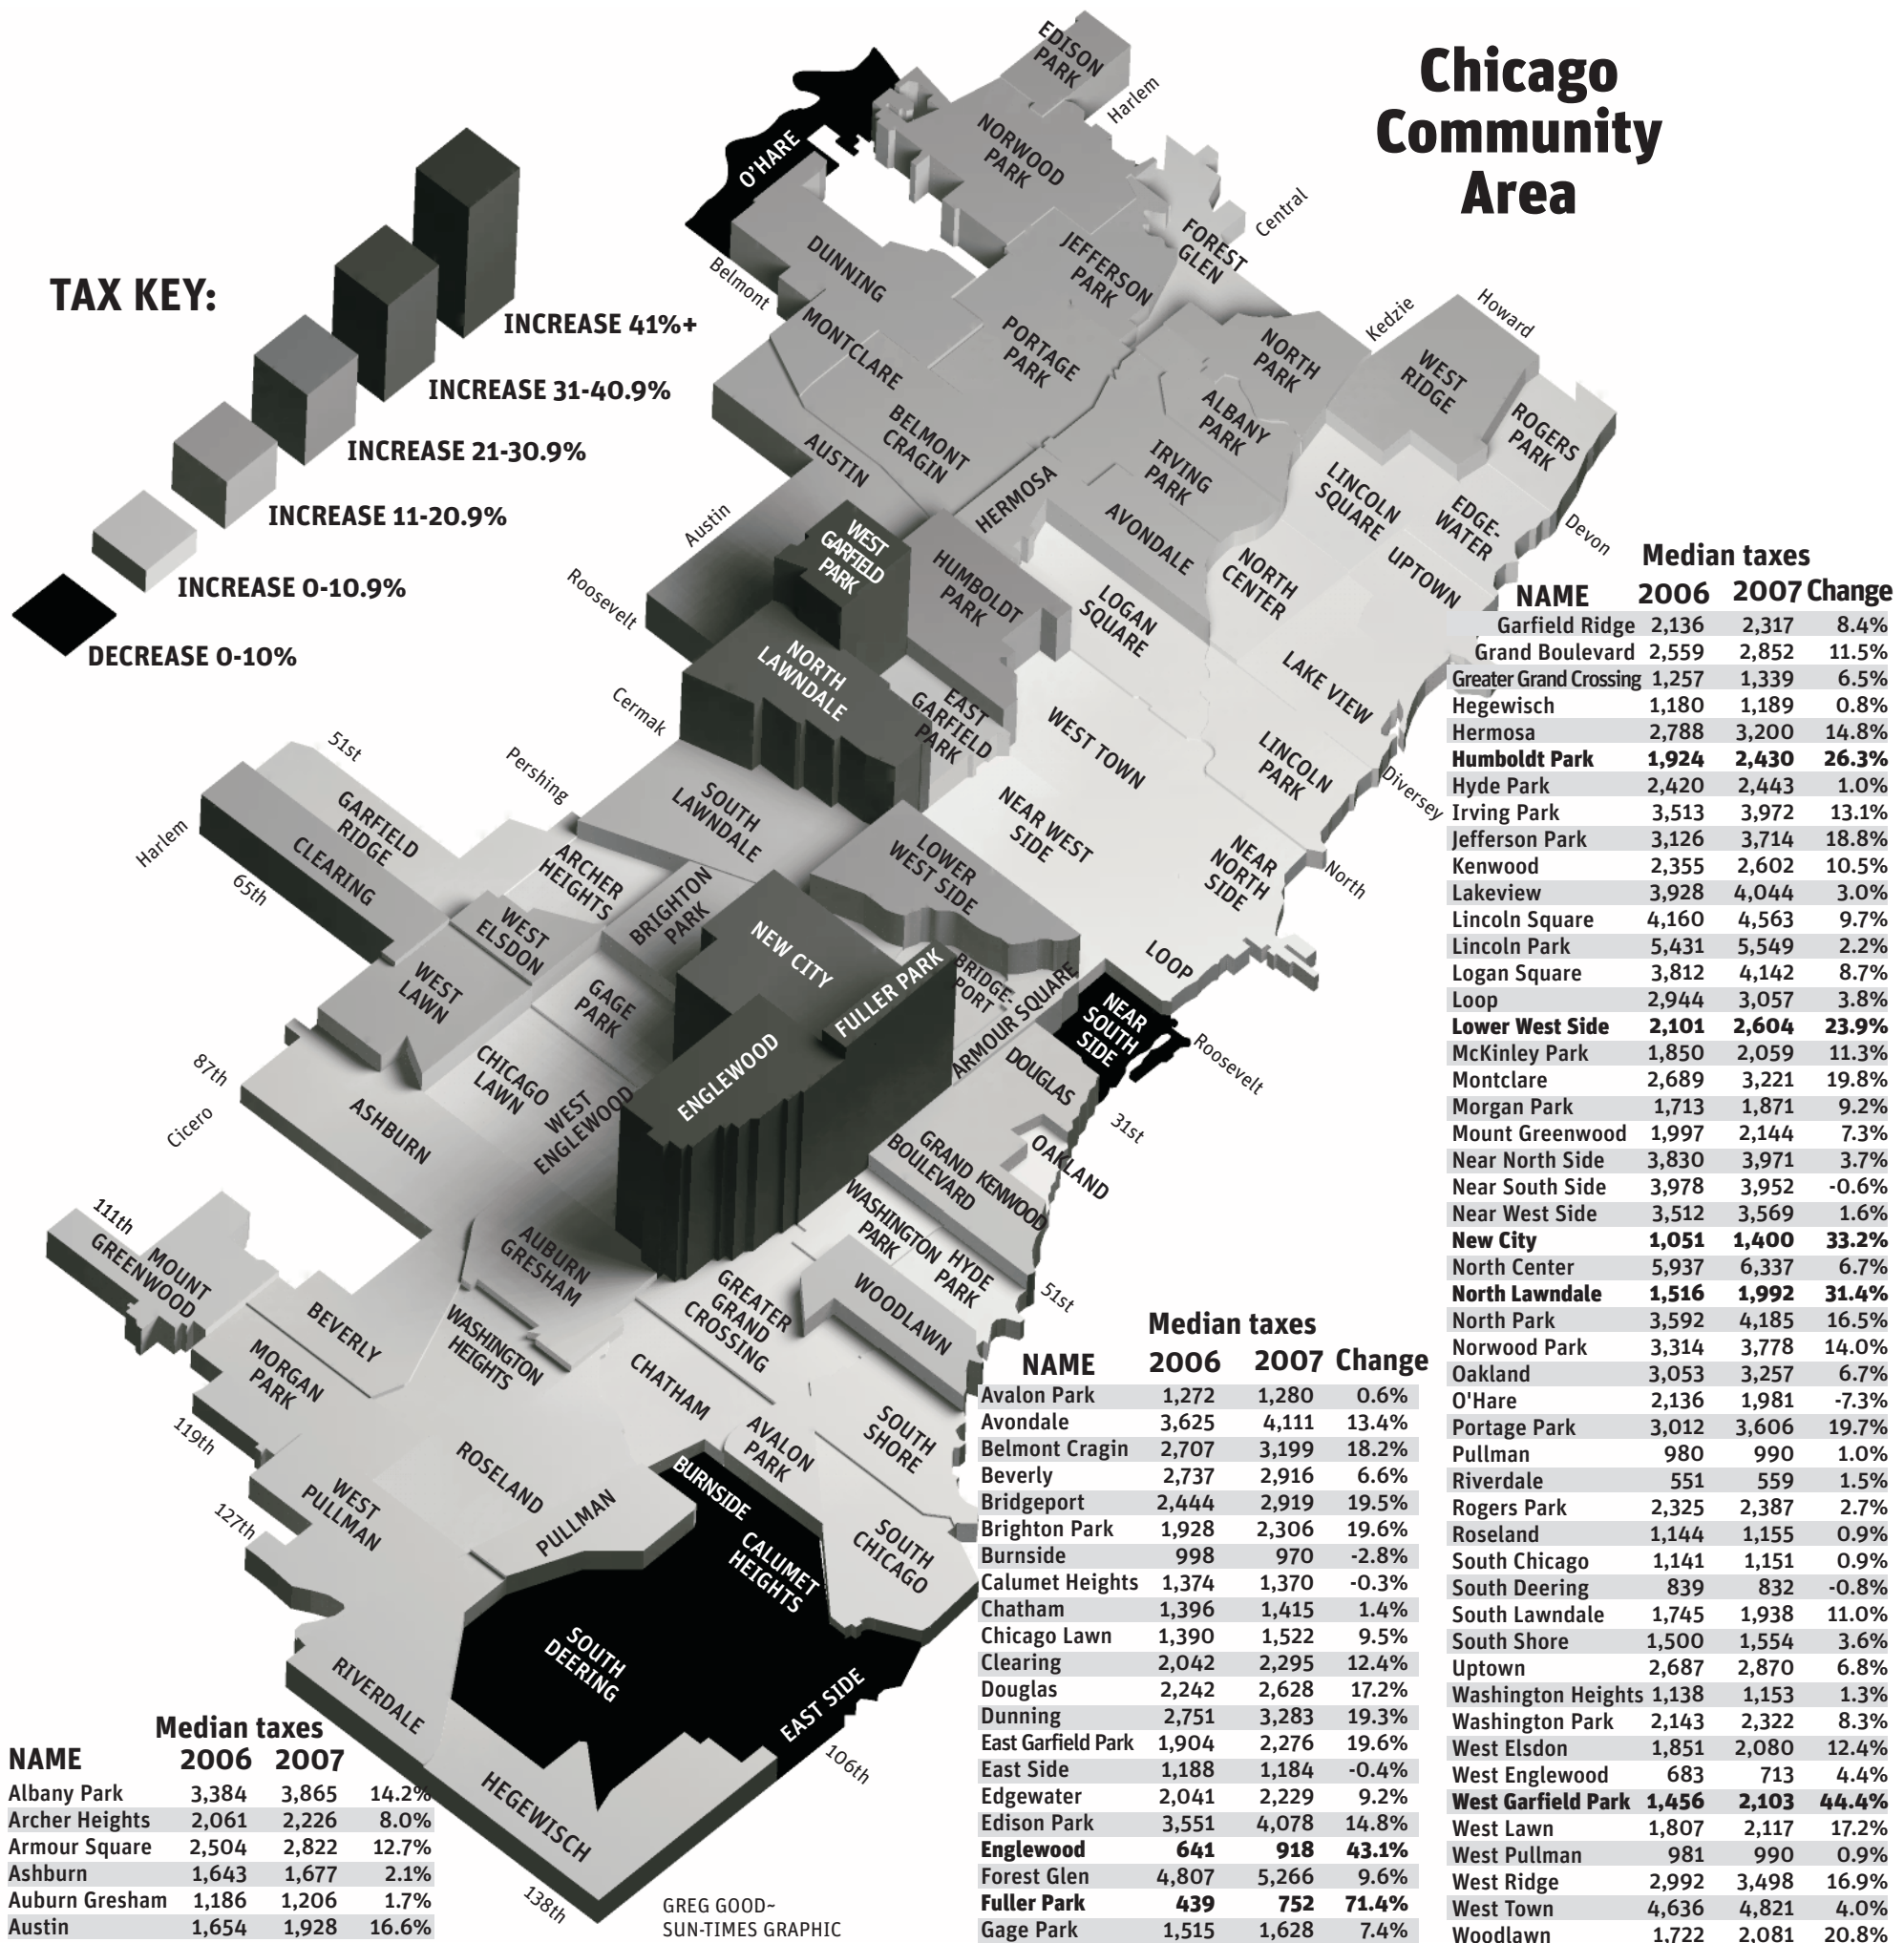 Chicago
Community
Area
TAX KEY:
INCREASE 41%+
INCREASE 31-40.9%
INCREASE 21-30.9%
INCREASE 11-20.9%
INCREASE 0-10.9%
DECREASE 0-10%
EDISON
PARK
Harlem
NORWOOD
PARK
O'HARE
FOREST
GLEN
Central
JEFFERSON
PARK
DUNNING
Belmont
MONTCLARE
PORTAGE
PARK
NORTH
PARK
Kedzie
Howard
WEST
RIDGE
ROGERS
PARK
ALBANY
PARK
BELMONT
CRAGIN
AUSTIN
IRVING
PARK
LINCOLN
SQUARE
EDGE-
WATER
Devon
HERMOSA
AVONDALE
Austin
WEST
GARFIELD
PARK
HUMBOLDT
PARK
NORTH
CENTER
UPTOWN
Roosevelt
LOGAN
SQUARE
NORTH
LAWNDALE
LAKE VIEW
EAST
GARFIELD
PARK
Cermak
WEST TOWN
LINCOLN
PARK
Diversey
51st
Pershing
SOUTH
LAWNDALE
NEAR WEST
SIDE
GARFIELD
RIDGE
CLEARING
Harlem
65th
ARCHER
HEIGHTS
LOWER
WEST SIDE
NEAR
NORTH
SIDE
North
BRIGHTON
PARK
WEST
ELSDON
NEW CITY
FULLER PARK
BRIDGE-
PORT
ARMOUR SQUARE
LOOP
WEST
LAWN
GAGE
PARK
NEAR
SOUTH
SIDE
Roosevelt
ENGLEWOOD
DOUGLAS
87th
Cicero
CHICAGO
LAWN
WEST
ENGLEWOOD
ASHBURN
31st
OAKLAND
GRAND
BOULEVARD
KENWOOD
WASHINGTON
PARK
HYDE
PARK
51st
111th
MOUNT
GREENWOOD
AUBURN
GRESHAM
BEVERLY
WASHINGTON
HEIGHTS
GREATER
GRAND
CROSSING
WOODLAWN
MORGAN
PARK
CHATHAM
119th
AVALON
PARK
SOUTH
SHORE
ROSELAND
BURNSIDE
WEST
PULLMAN
PULLMAN
127th
CALUMET
HEIGHTS
SOUTH
CHICAGO
SOUTH
DEERING
RIVERDALE
EAST SIDE
106th
HEGEWISCH
138th
GREG GOOD~
SUN-TIMES GRAPHIC
Median taxes
NAME 2006 2007
Albany Park 3,384 3,865 14.2%
Archer Heights 2,061 2,226 8.0%
Armour Square 2,504 2,822 12.7%
Ashburn 1,643 1,677 2.1%
Auburn Gresham 1,186 1,206 1.7%
Austin 1,654 1,928 16.6%
Median taxes
NAME 2006 2007 Change
Avalon Park 1,272 1,280 0.6%
Avondale 3,625 4,111 13.4%
Belmont Cragin 2,707 3,199 18.2%
Beverly 2,737 2,916 6.6%
Bridgeport 2,444 2,919 19.5%
Brighton Park 1,928 2,306 19.6%
Burnside 998 970 -2.8%
Calumet Heights 1,374 1,370 -0.3%
Chatham 1,396 1,415 1.4%
Chicago Lawn 1,390 1,522 9.5%
Clearing 2,042 2,295 12.4%
Douglas 2,242 2,628 17.2%
Dunning 2,751 3,283 19.3%
East Garfield Park 1,904 2,276 19.6%
East Side 1,188 1,184 -0.4%
Edgewater 2,041 2,229 9.2%
Edison Park 3,551 4,078 14.8%
Englewood 641 918 43.1%
Forest Glen 4,807 5,266 9.6%
Fuller Park 439 752 71.4%
Gage Park 1,515 1,628 7.4%
Median taxes
NAME 2006 2007 Change
Garfield Ridge 2,136 2,317 8.4%
Grand Boulevard 2,559 2,852 11.5%
Greater Grand Crossing 1,257 1,339 6.5%
Hegewisch 1,180 1,189 0.8%
Hermosa 2,788 3,200 14.8%
Humboldt Park 1,924 2,430 26.3%
Hyde Park 2,420 2,443 1.0%
Irving Park 3,513 3,972 13.1%
Jefferson Park 3,126 3,714 18.8%
Kenwood 2,355 2,602 10.5%
Lakeview 3,928 4,044 3.0%
Lincoln Square 4,160 4,563 9.7%
Lincoln Park 5,431 5,549 2.2%
Logan Square 3,812 4,142 8.7%
Loop 2,944 3,057 3.8%
Lower West Side 2,101 2,604 23.9%
McKinley Park 1,850 2,059 11.3%
Montclare 2,689 3,221 19.8%
Morgan Park 1,713 1,871 9.2%
Mount Greenwood 1,997 2,144 7.3%
Near North Side 3,830 3,971 3.7%
Near South Side 3,978 3,952 -0.6%
Near West Side 3,512 3,569 1.6%
New City 1,051 1,400 33.2%
North Center 5,937 6,337 6.7%
North Lawndale 1,516 1,992 31.4%
North Park 3,592 4,185 16.5%
Norwood Park 3,314 3,778 14.0%
Oakland 3,053 3,257 6.7%
O'Hare 2,136 1,981 -7.3%
Portage Park 3,012 3,606 19.7%
Pullman 980 990 1.0%
Riverdale 551 559 1.5%
Rogers Park 2,325 2,387 2.7%
Roseland 1,144 1,155 0.9%
South Chicago 1,141 1,151 0.9%
South Deering 839 832 -0.8%
South Lawndale 1,745 1,938 11.0%
South Shore 1,500 1,554 3.6%
Uptown 2,687 2,870 6.8%
Washington Heights 1,138 1,153 1.3%
Washington Park 2,143 2,322 8.3%
West Elsdon 1,851 2,080 12.4%
West Englewood 683 713 4.4%
West Garfield Park 1,456 2,103 44.4%
West Lawn 1,807 2,117 17.2%
West Pullman 981 990 0.9%
West Ridge 2,992 3,498 16.9%
West Town 4,636 4,821 4.0%
Woodlawn 1,722 2,081 20.8%